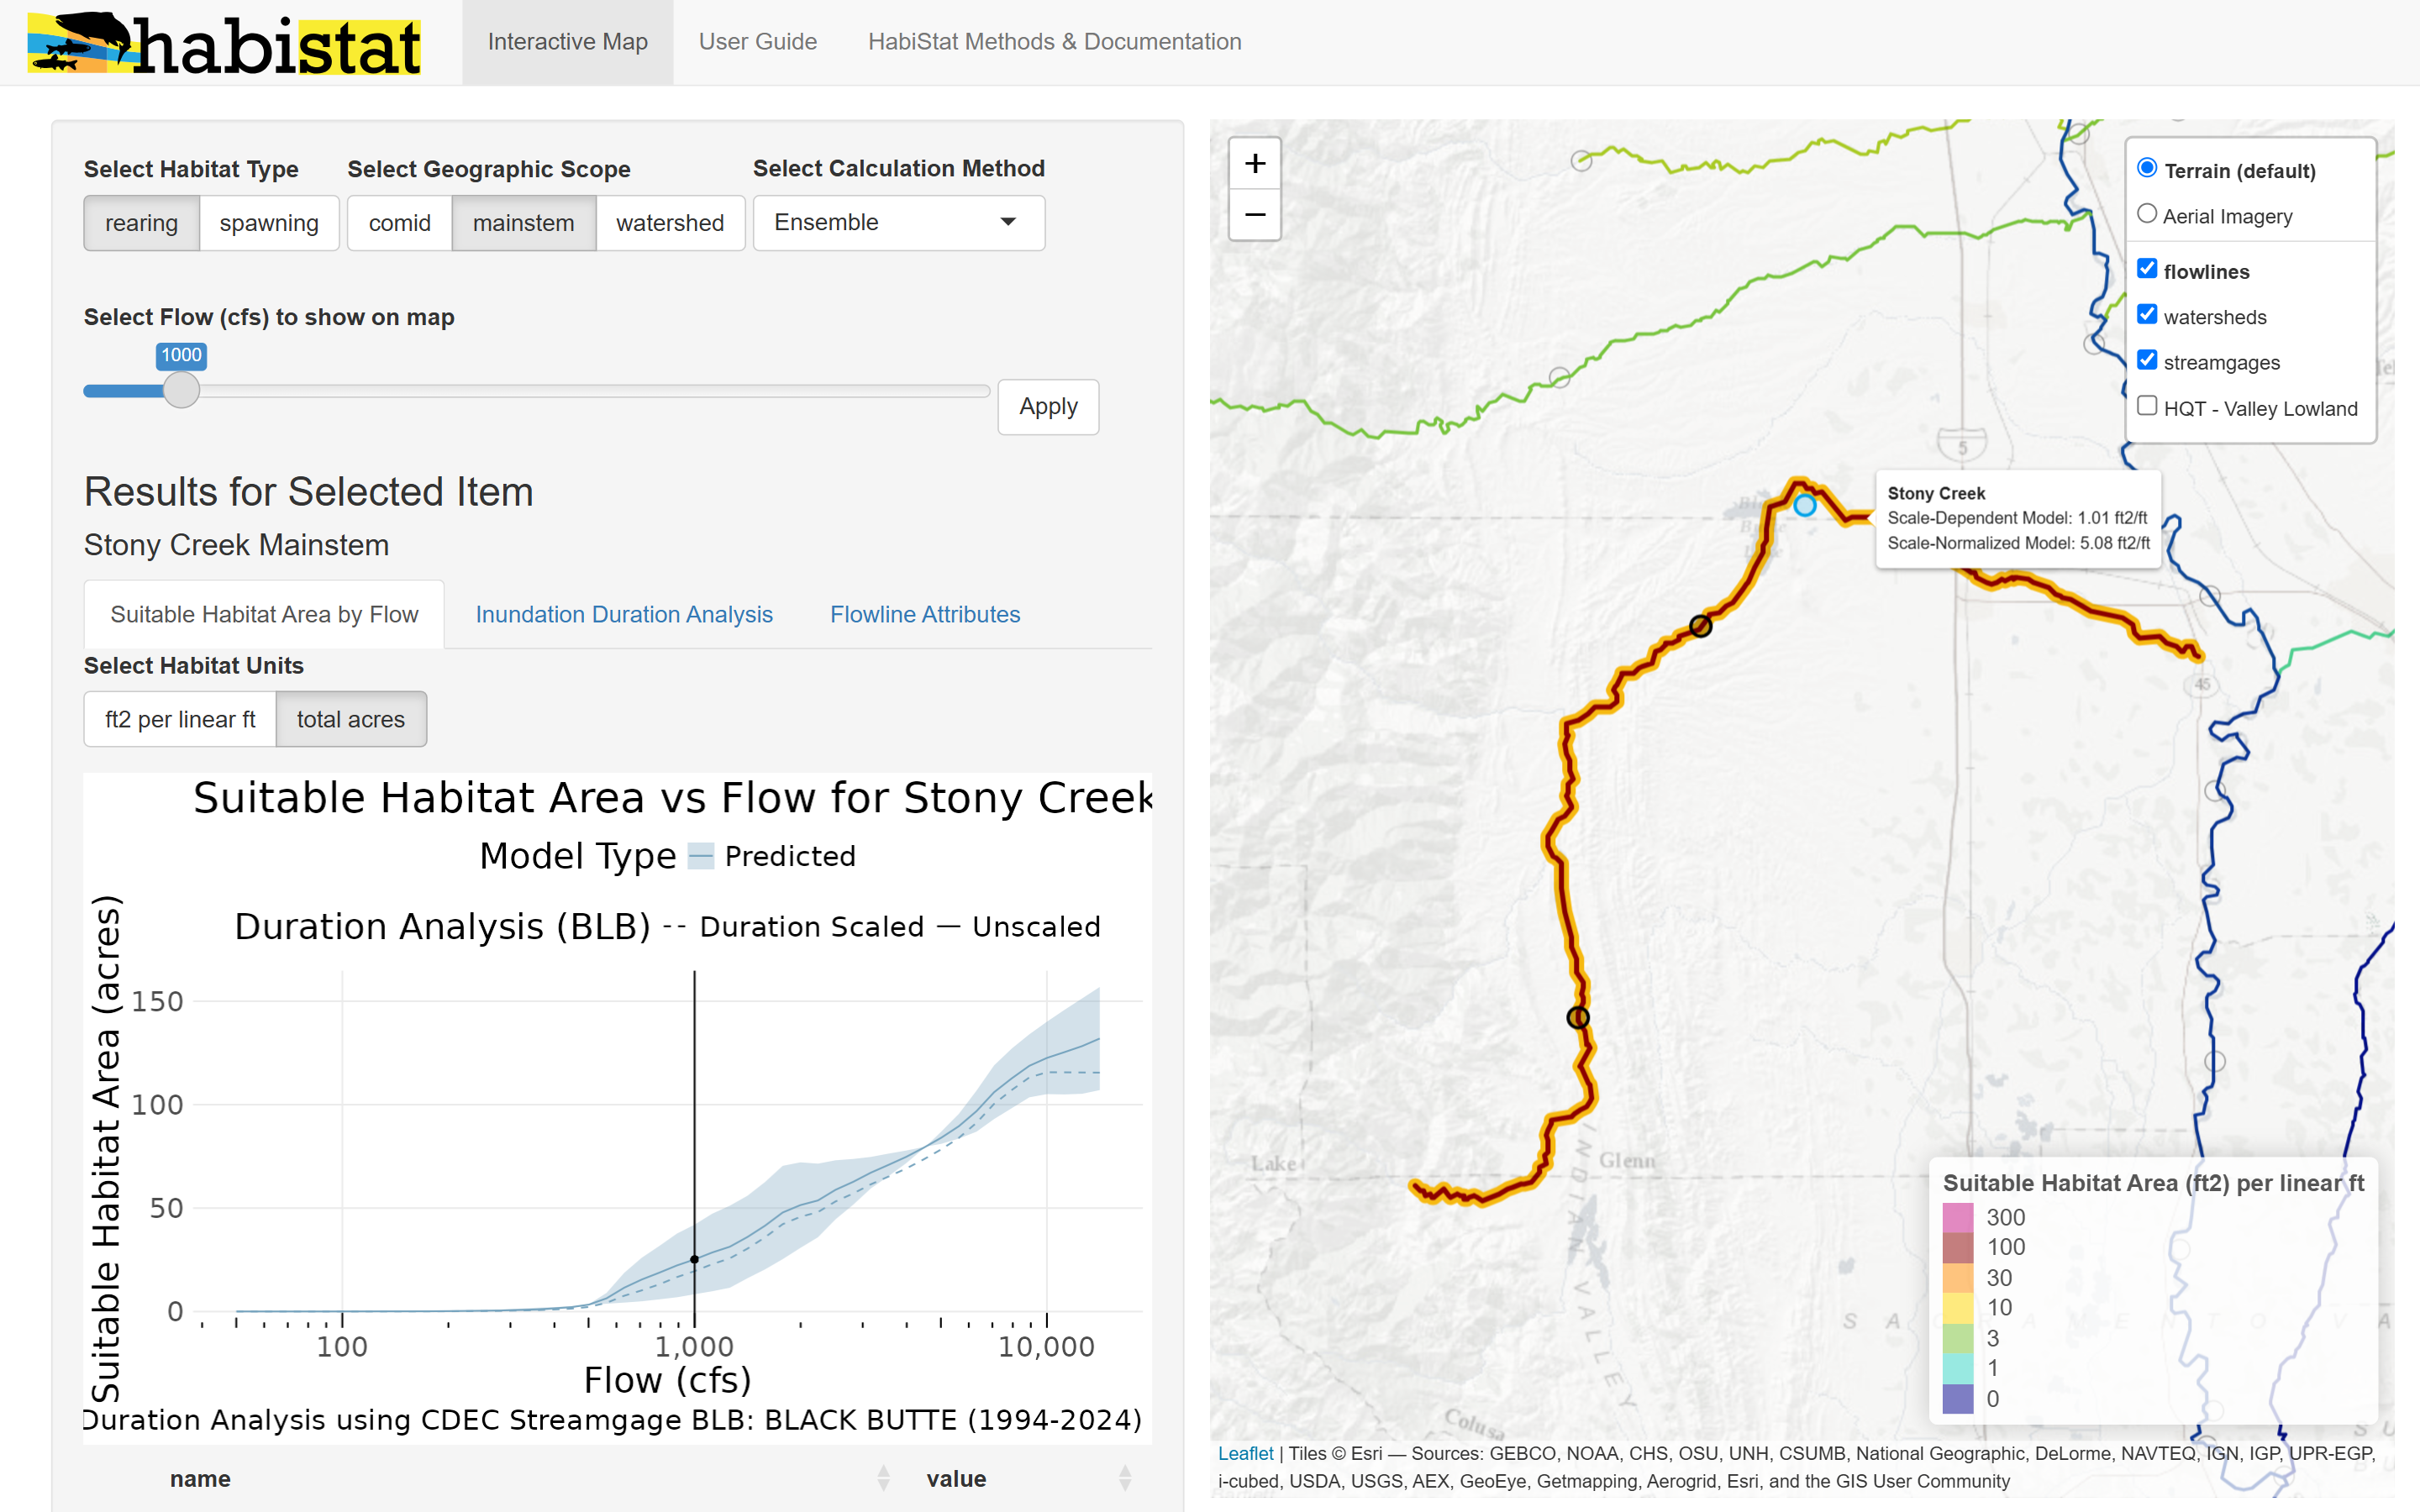 habistat
Interactive Map
User Guide
HabiStat Methods & Documentation
Select Habitat Type
Select Geographic Scope
Select Calculation Method
rearing
spawning
comid
mainstem
watershed
Ensemble
Select Flow (cfs) to show on map
1000
Apply
Results for Selected Item
Stony Creek Mainstem
Suitable Habitat Area by Flow
Inundation Duration Analysis
Flowline Attributes
Select Habitat Units
ft2 per linear ft
total acres
Suitable Habitat Area vs Flow for Stony Creek
Model Type
Predicted
Duration Analysis (BLB)
Duration Scaled
Unscaled
Suitable Habitat Area (acres)
150
100
50
0
100
1,000
10,000
Flow (cfs)
Duration Analysis using CDEC Streamgage BLB: BLACK BUTTE (1994-2024)
name
value
+
−
Terrain (default)
Aerial Imagery
flowlines
watersheds
streamgages
HQT - Valley Lowland
5
Stony Creek
Scale-Dependent Model: 1.01 ft2/ft
Scale-Normalized Model: 5.08 ft2/ft
45
Lake
Glenn
INDIAN VALLEY
Colusa
Suitable Habitat Area (ft2) per linear ft
300
100
30
10
3
1
0
Leaflet | Tiles © Esri — Sources: GEBCO, NOAA, CHS, OSU, UNH, CSUMB, National Geographic, DeLorme, NAVTEQ, IGN, IGP, UPR-EGP,
i-cubed, USDA, USGS, AEX, GeoEye, Getmapping, Aerogrid, Esri, and the GIS User Community